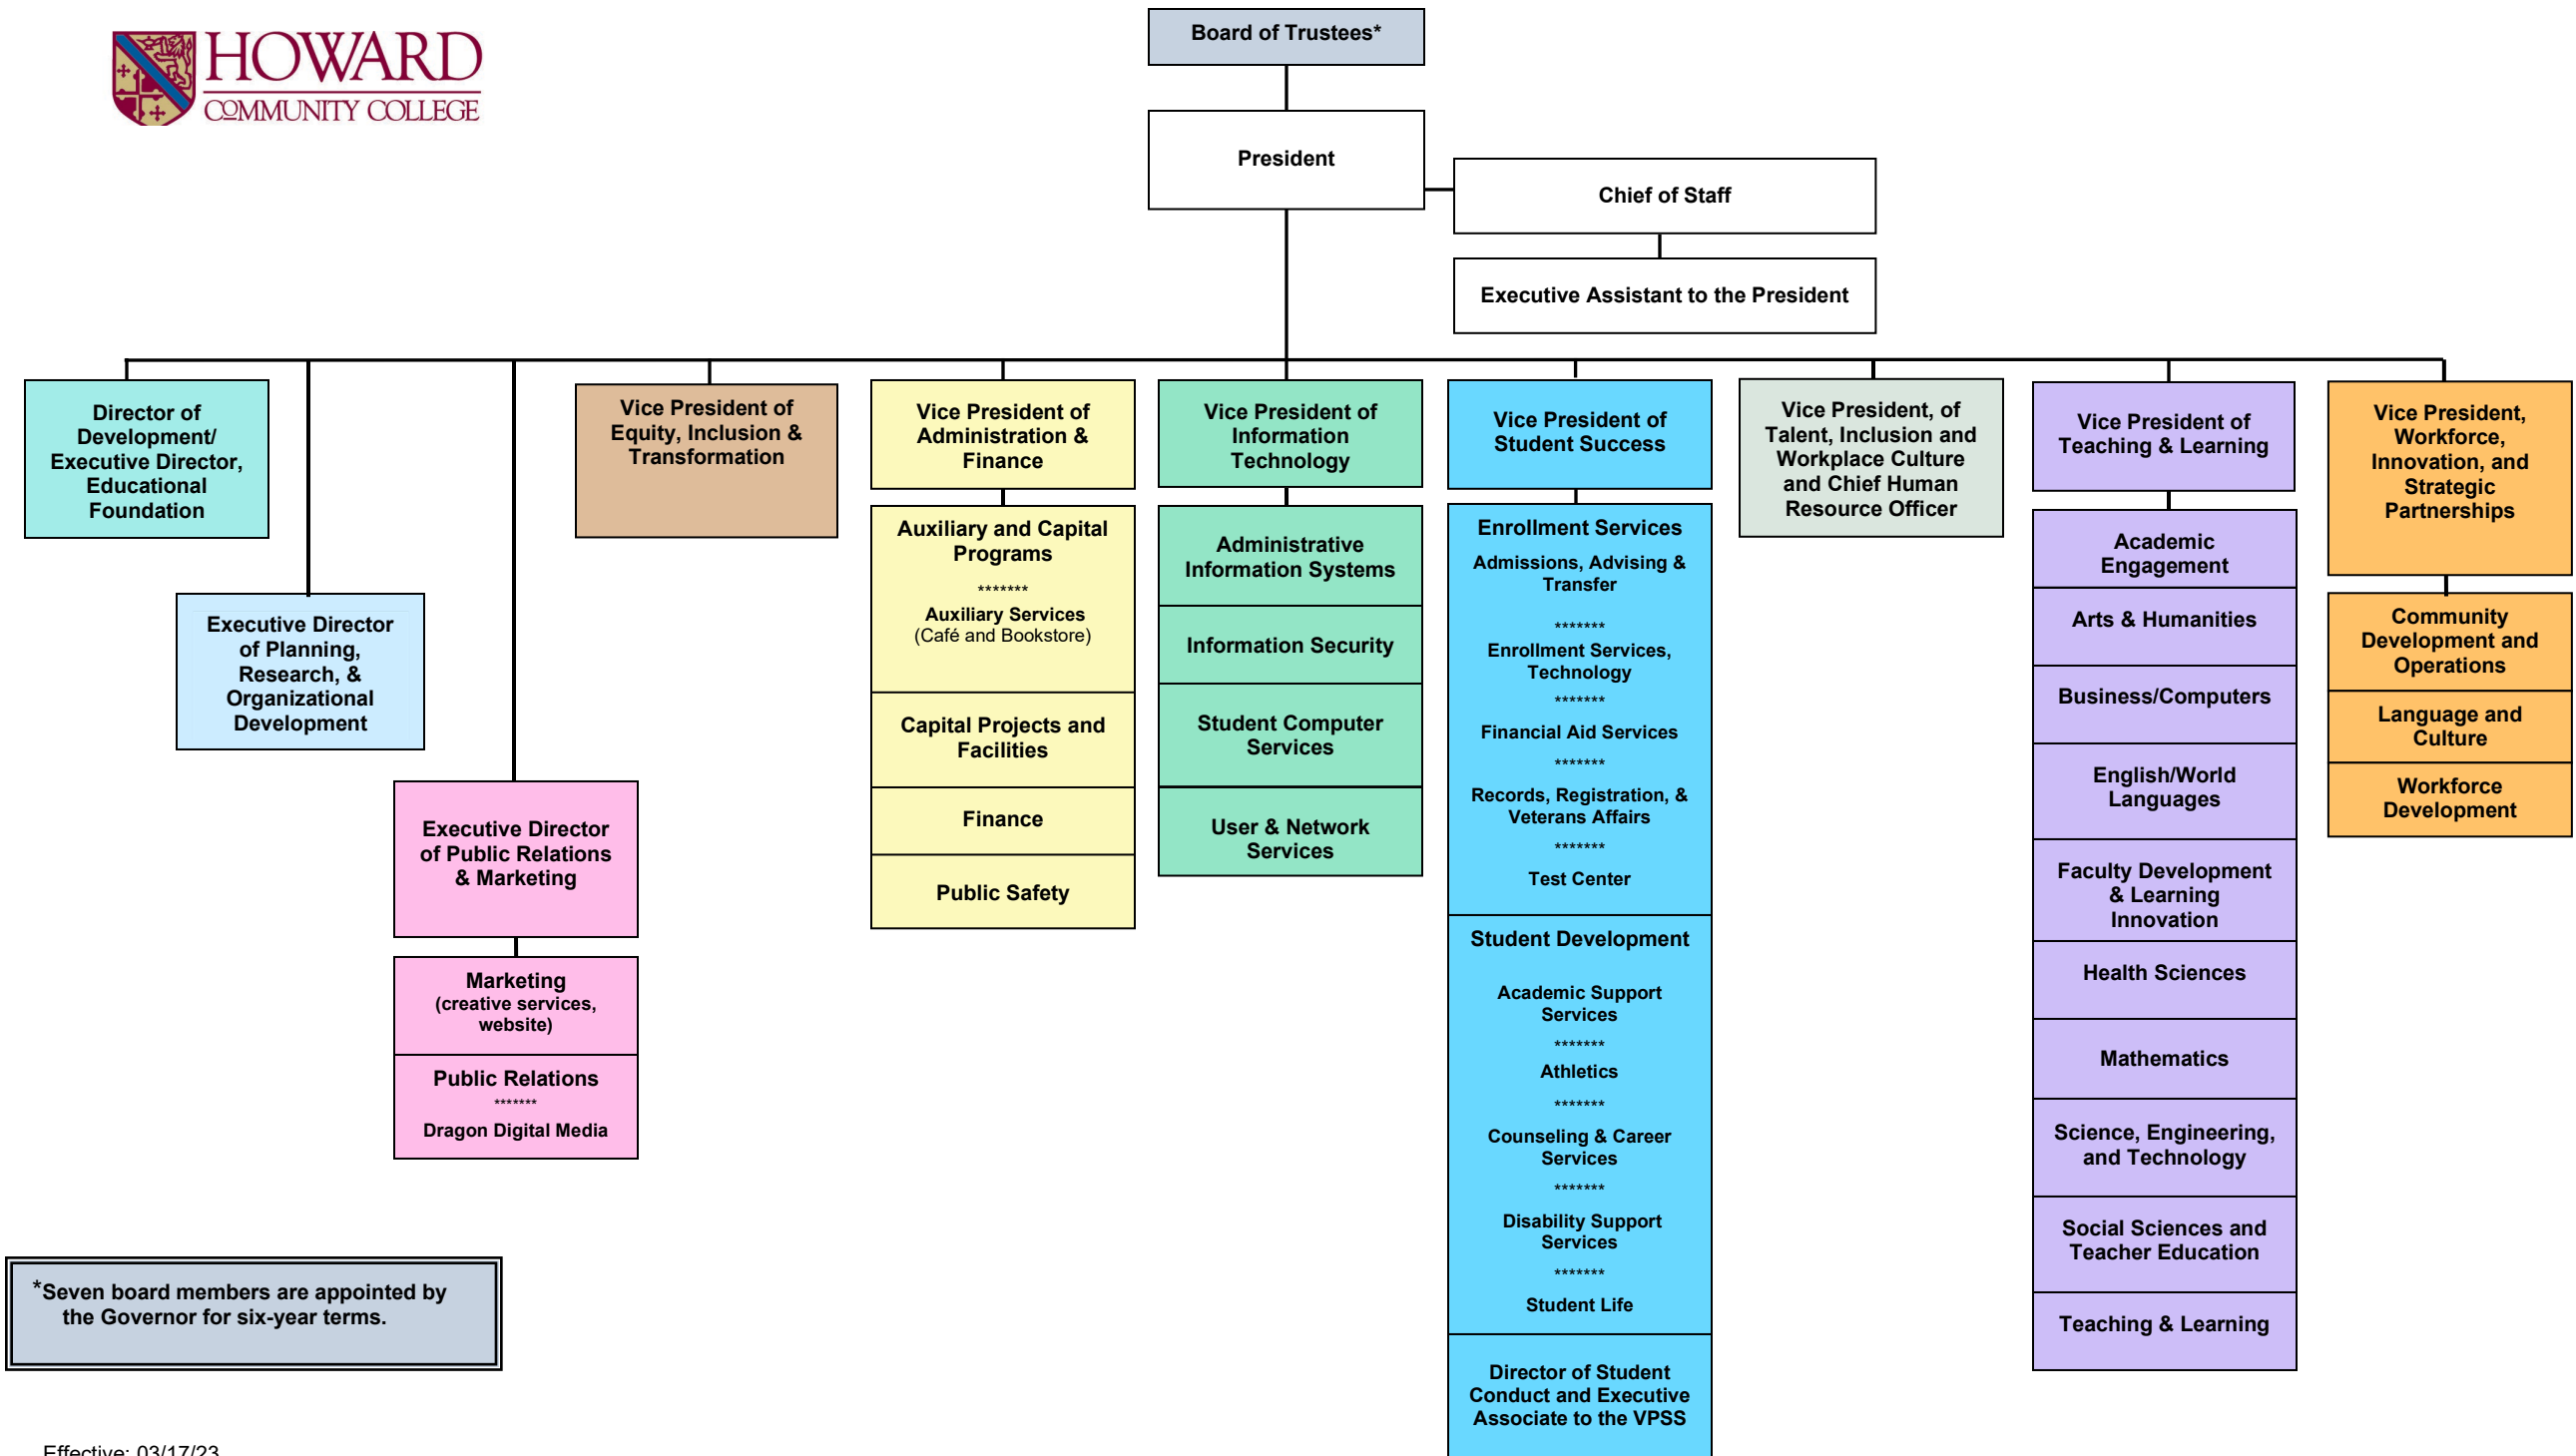 HOWARD
COMMUNITY COLLEGE
Board of Trustees*
President
Chief of Staff
Executive Assistant to the President
Director of
Development/
Executive Director,
Educational
Foundation
Executive Director
of Planning,
Research, &
Organizational
Development
Executive Director
of Public Relations
& Marketing
Marketing
(creative services,
website)
Public Relations
*******
Dragon Digital Media
Vice President of
Equity, Inclusion &
Transformation
Vice President of
Administration &
Finance
Auxiliary and Capital
Programs
*******
Auxiliary Services
(Café and Bookstore)
Capital Projects and
Facilities
Finance
Public Safety
Vice President of
Information
Technology
Administrative
Information Systems
Information Security
Student Computer
Services
User & Network
Services
Vice President of
Student Success
Enrollment Services
Admissions, Advising &
Transfer
*******
Enrollment Services,
Technology
*******
Financial Aid Services
*******
Records, Registration, &
Veterans Affairs
*******
Test Center
Student Development
Academic Support
Services
*******
Athletics
*******
Counseling & Career
Services
*******
Disability Support
Services
*******
Student Life
Director of Student
Conduct and Executive
Associate to the VPSS
Vice President, of
Talent, Inclusion and
Workplace Culture
and Chief Human
Resource Officer
Vice President of
Teaching & Learning
Academic
Engagement
Arts & Humanities
Business/Computers
English/World
Languages
Faculty Development
& Learning
Innovation
Health Sciences
Mathematics
Science, Engineering,
and Technology
Social Sciences and
Teacher Education
Teaching & Learning
Vice President,
Workforce,
Innovation, and
Strategic
Partnerships
Community
Development and
Operations
Language and
Culture
Workforce
Development
*Seven board members are appointed by
the Governor for six-year terms.
Effective: 03/17/23